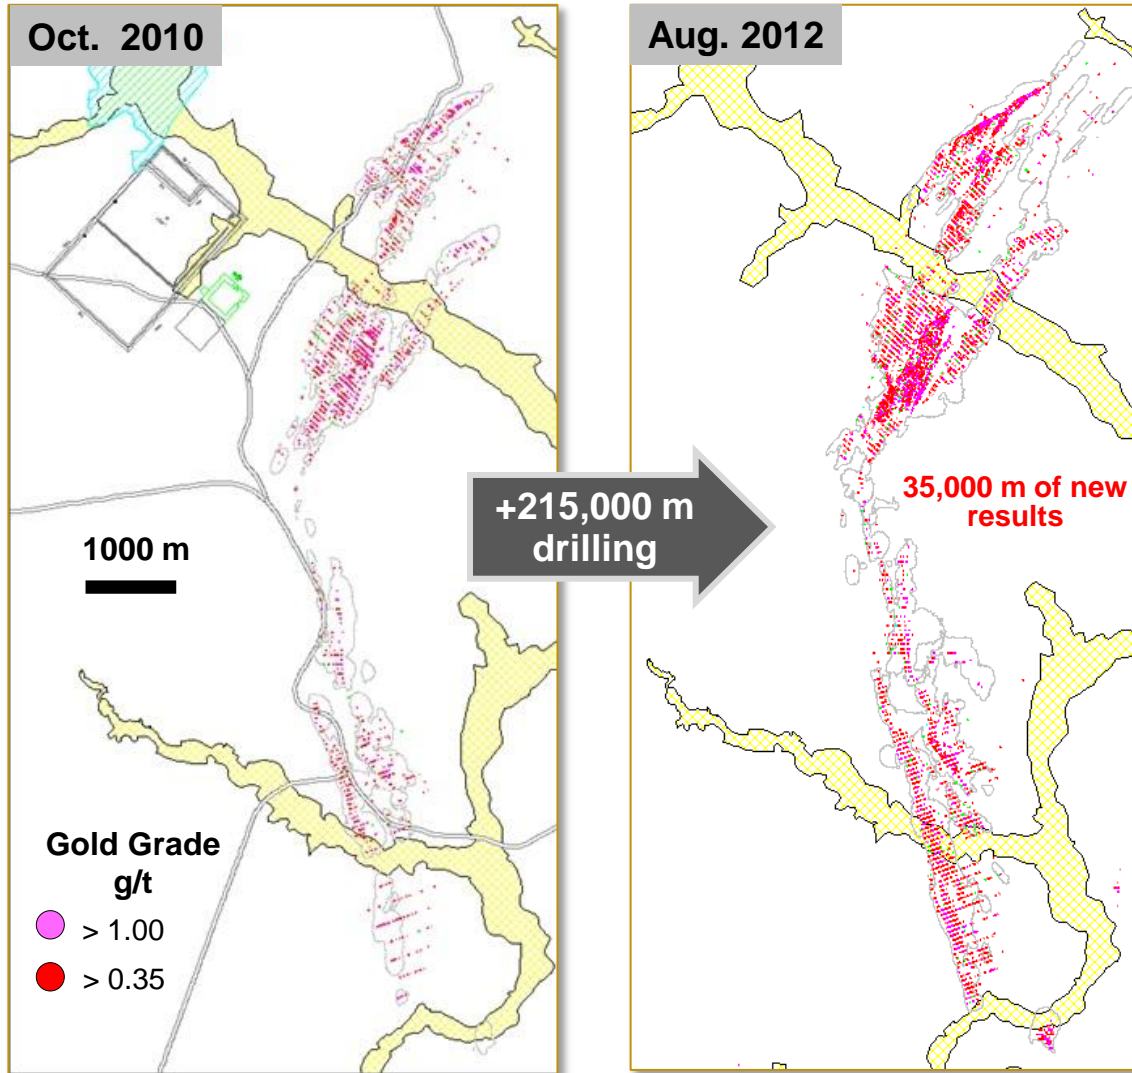 Oct.  2010
Aug. 2012
+215,000 m
drilling
35,000 m of new
results
1000 m
Gold Grade
g/t
> 1.00
> 0.35